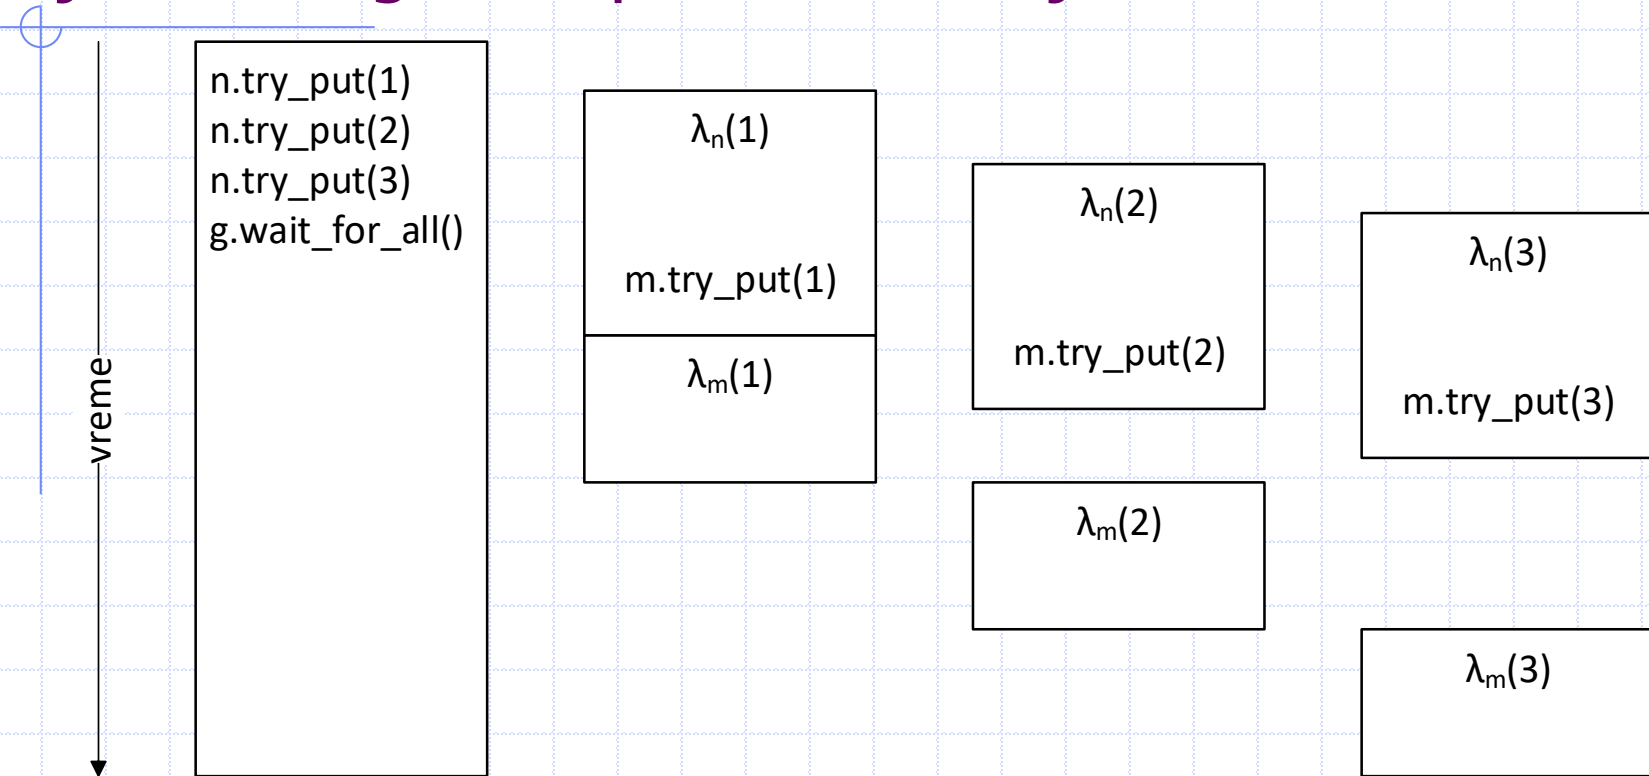 vreme
n.try_put(1)
n.try_put(2)
n.try_put(3)
g.wait_for_all()
λn(1)
m.try_put(1)
λm(1)
λn(2)
m.try_put(2)
λm(2)
λn(3)
m.try_put(3)
λm(3)